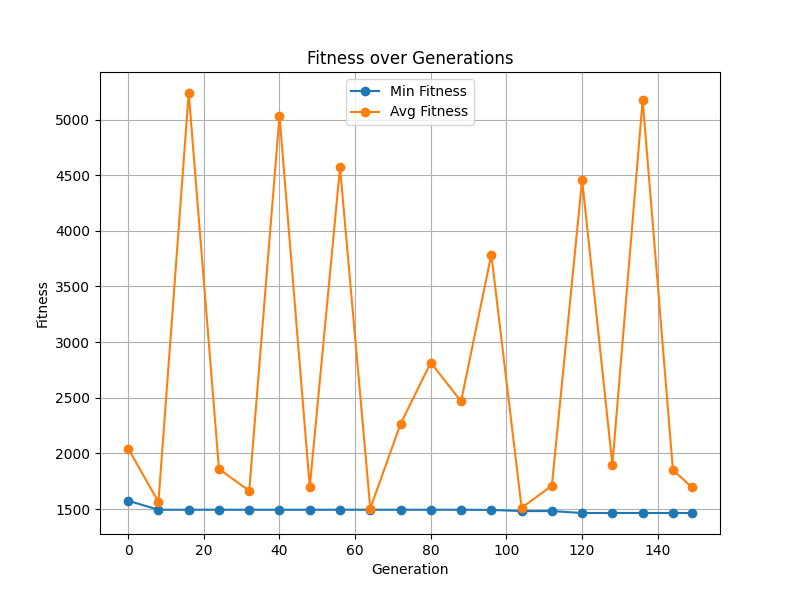 Fitness over Generations
Min Fitness
Avg Fitness
5000
4500
4000
3500
3000
2500
2000
1500
Fitness
0 20 40 60 80 100 120 140
Generation